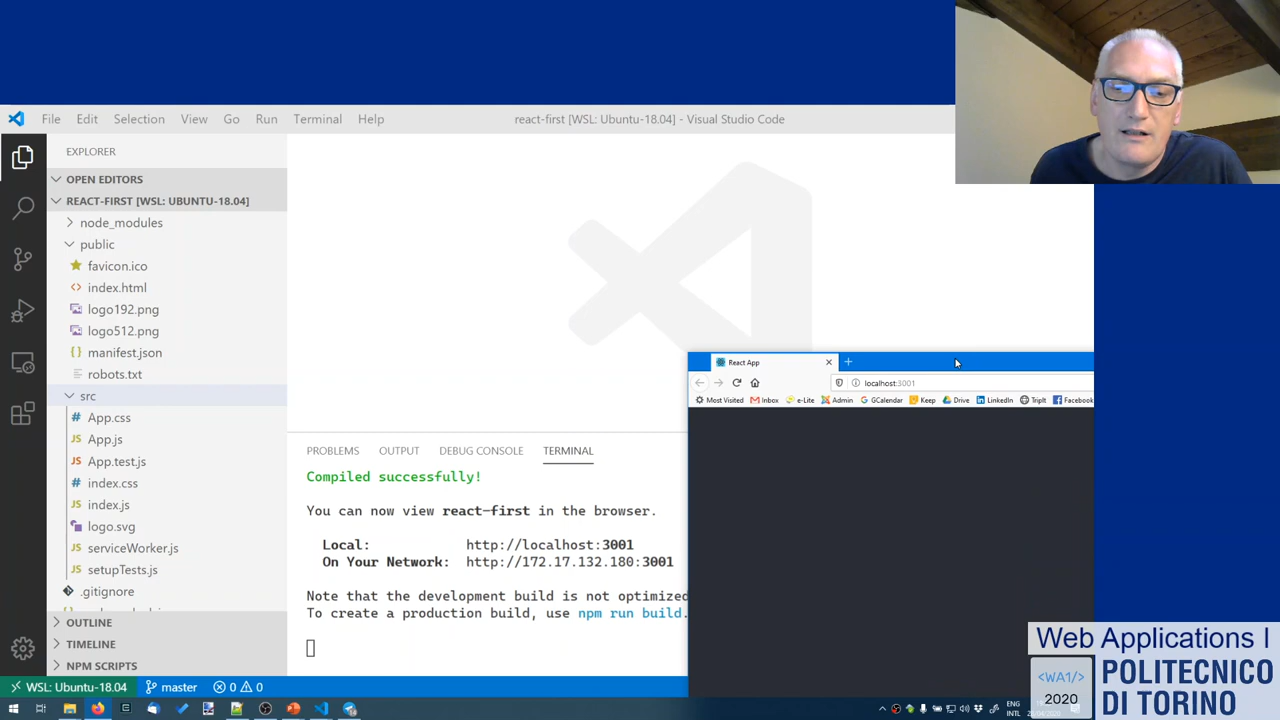 File Edit Selection View Go Run Terminal Help
react-first [WSL: Ubuntu-18.04] - Visual Studio Code
EXPLORER
OPEN EDITORS
REACT-FIRST [WSL: UBUNTU-18.04]
node_modules
public
favicon.ico
index.html
logo192.png
logo512.png
manifest.json
robots.txt
src
App.css
App.js
App.test.js
index.css
index.js
logo.svg
serviceWorker.js
setupTests.js
.gitignore
OUTLINE
TIMELINE
NPM SCRIPTS
PROBLEMS OUTPUT DEBUG CONSOLE TERMINAL
Compiled successfully!
You can now view react-first in the browser.
Local: http://localhost:3001
On Your Network: http://172.17.132.180:3001
Note that the development build is not optimized
To create a production build, use npm run build.
React App
localhost:3001
Most Visited Inbox e-Lite Admin GCalendar Keep Drive LinkedIn TripIt Facebook
WSL: Ubuntu-18.04 master 0 0
ENG
INTL
Web Applications I
<WA1/>
2020
POLITECNICO
DI TORINO